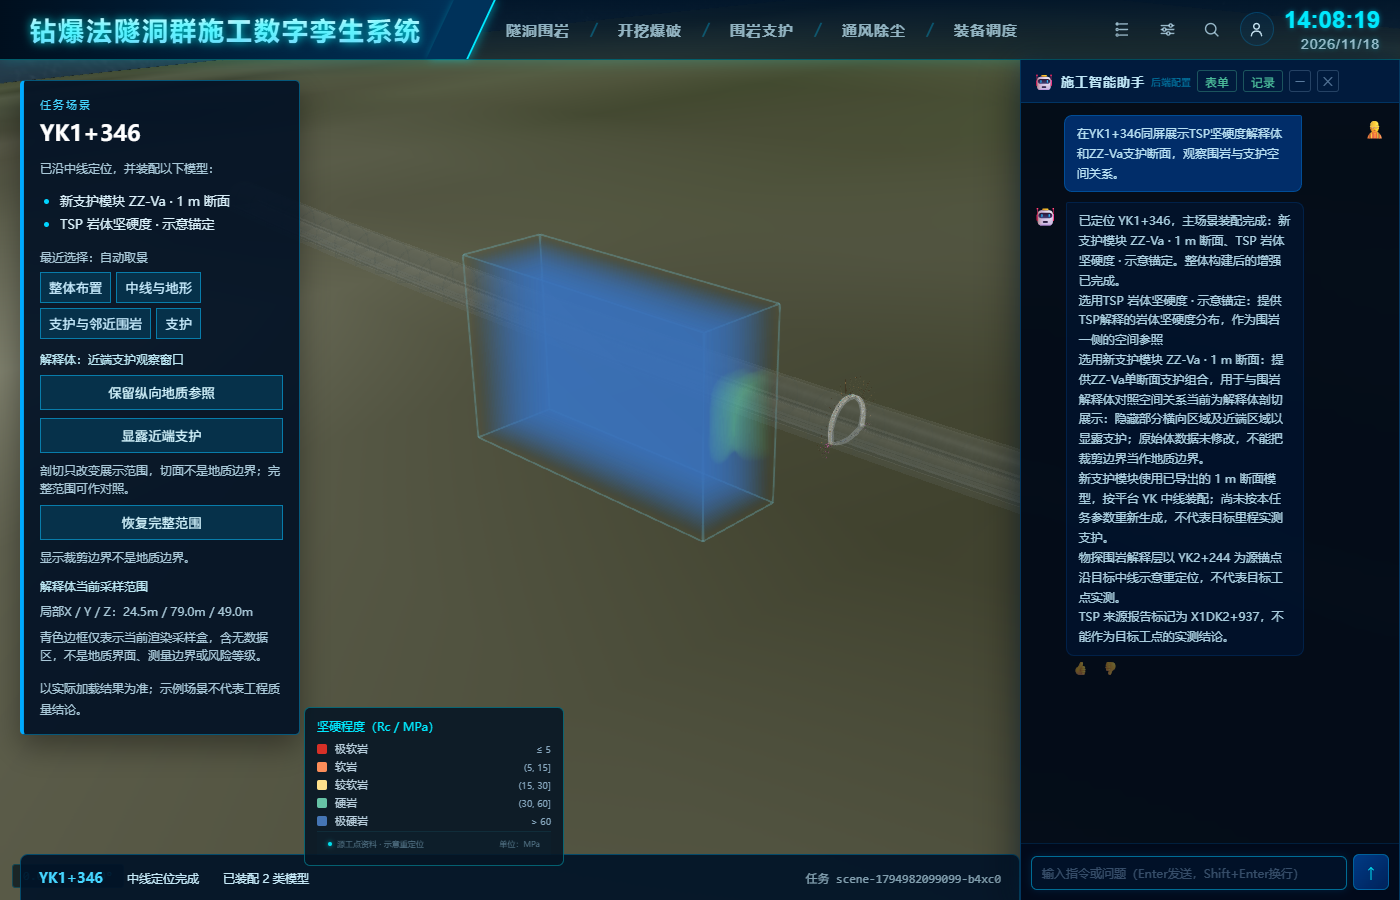 钻爆法隧洞群施工数字孪生系统
隧洞围岩 / 开挖爆破 / 围岩支护 / 通风除尘 / 装备调度
14:08:19
2026/11/18
任务场景
YK1+346
已沿中线定位，并装配以下模型：
新支护模块 ZZ-Va · 1 m 断面
TSP 岩体坚硬度 · 示意锚定
最近选择：自动取景
整体布置 中线与地形
支护与邻近围岩 支护
解释体：近端支护观察窗口
保留纵向地质参照
显露近端支护
剖切只改变展示范围，切面不是地质边界；完
整范围可作对照。
恢复完整范围
显示裁剪边界不是地质边界。
解释体当前采样范围
局部X / Y / Z：24.5m / 79.0m / 49.0m
青色边框仅表示当前渲染采样盒，含无数据
区，不是地质界面、测量边界或风险等级。
以实际加载结果为准；示例场景不代表工程质
量结论。
坚硬程度（Rc / MPa）
极软岩 ≤ 5
软岩 (5, 15]
较软岩 (15, 30]
硬岩 (30, 60]
极硬岩 > 60
源工点资料 · 示意重定位 单位：MPa
YK1+346 中线定位完成 已装配 2 类模型
任务 scene-1794982099099-b4xc0
施工智能助手 后端配置 表单 记录
在YK1+346同屏展示TSP坚硬度解释体
和ZZ-Va支护断面，观察围岩与支护空
间关系。
已定位 YK1+346，主场景装配完成：新
支护模块 ZZ-Va · 1 m 断面、TSP 岩体
坚硬度 · 示意锚定。整体构建后的增强
已完成。
选用TSP 岩体坚硬度 · 示意锚定：提供
TSP解释的岩体坚硬度分布，作为围岩
一侧的空间参照
选用新支护模块 ZZ-Va · 1 m 断面：提
供ZZ-Va单断面支护组合，用于与围岩
解释体对照空间关系当前为解释体剖切
展示：隐藏部分横向区域及近端区域以
显露支护；原始体数据未修改，不能把
裁剪边界当作地质边界。
新支护模块使用已导出的 1 m 断面模
型，按平台 YK 中线装配；尚未按本任
务参数重新生成，不代表目标里程实测
支护。
物探围岩解释层以 YK2+244 为源锚点
沿目标中线示意重定位，不代表目标工
点实测。
TSP 来源报告标记为 X1DK2+937，不
能作为目标工点的实测结论。
输入指令或问题（Enter发送，Shift+Enter换行）